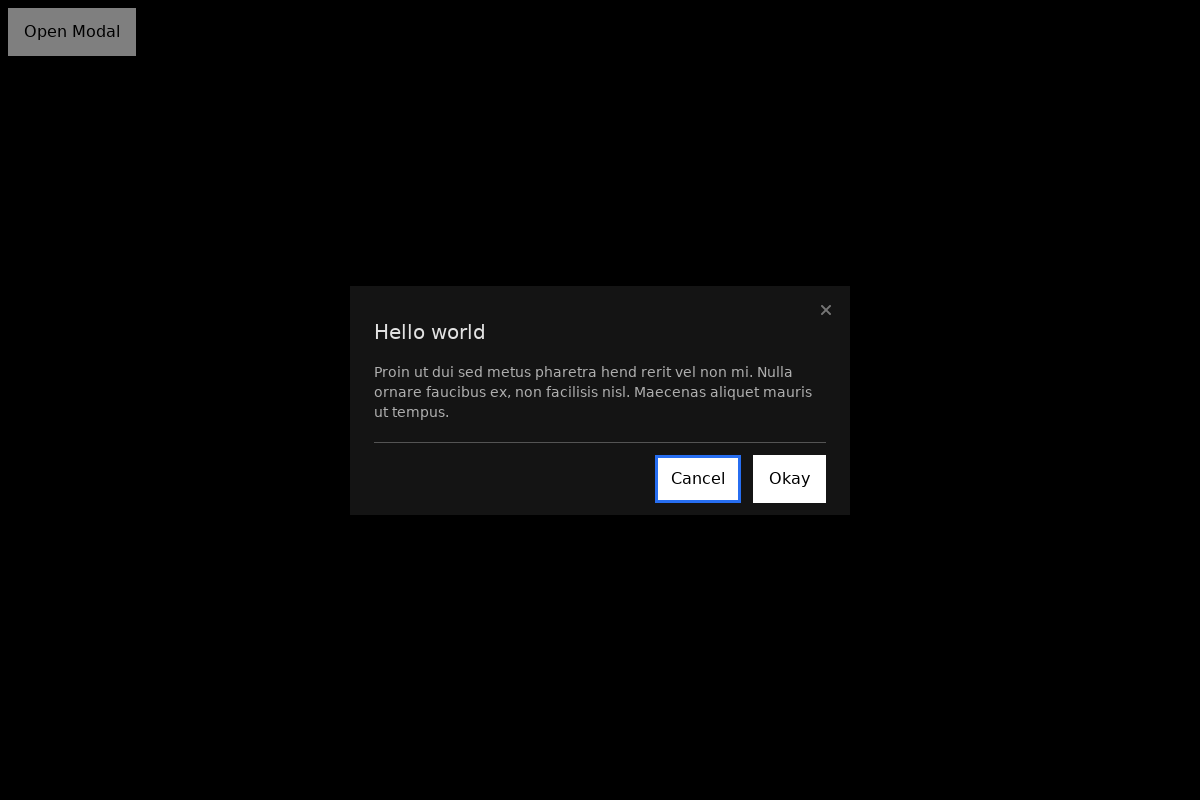 Open Modal
Hello world
Proin ut dui sed metus pharetra hend rerit vel non mi. Nulla
ornare faucibus ex, non facilisis nisl. Maecenas aliquet mauris
ut tempus.
Cancel
Okay